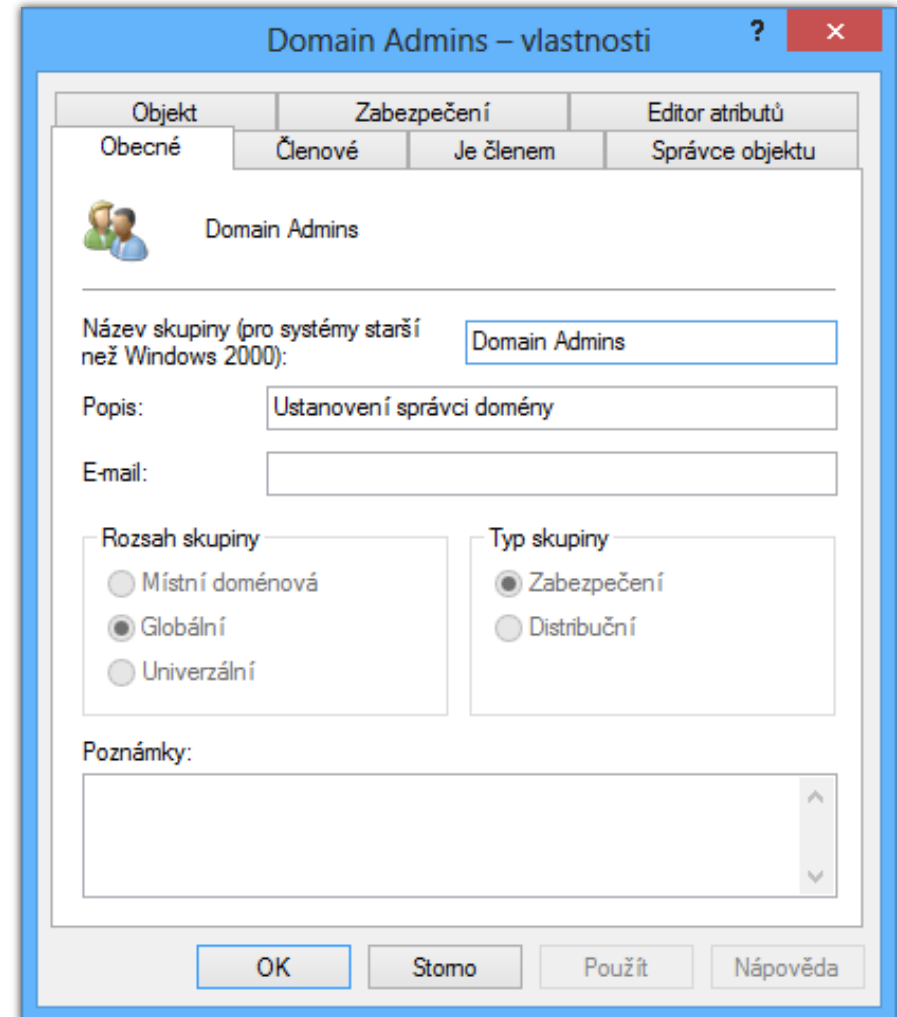 Domain Admins – vlastnosti
?
Objekt Zabezpečení Editor atributů
Obecné Členové Je členem Správce objektu
Domain Admins
Název skupiny (pro systémy starší
než Windows 2000):
Domain Admins
Popis: Ustanovení správci domény
E-mail:
Rozsah skupiny
Místní doménová
Globální
Univerzální
Typ skupiny
Zabezpečení
Distribuční
Poznámky:
OK Storno Použít Nápověda